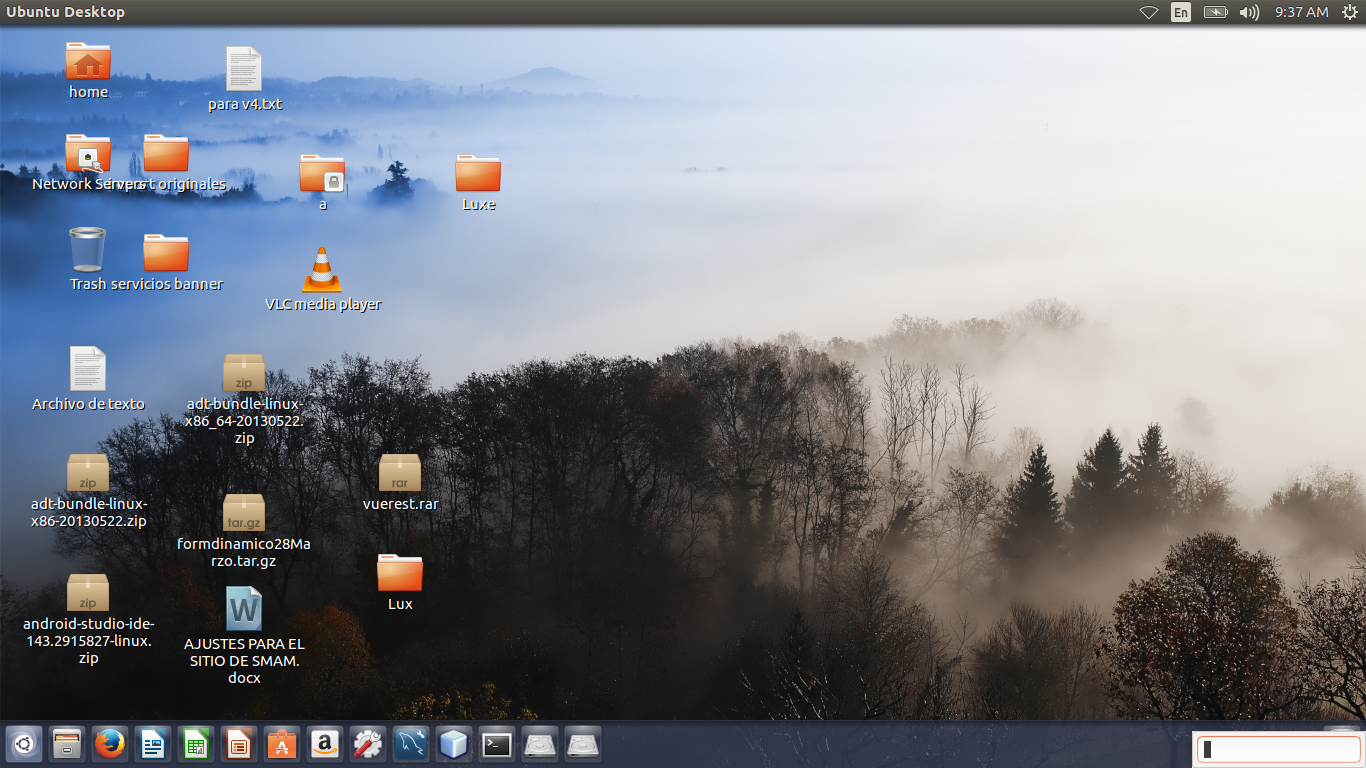 Ubuntu Desktop
En
9:37 AM
home
para v4.txt
Network Servers
originales
a
Luxe
Trash
servicios banner
VLC media player
Archivo de texto
adt-bundle-linux-
x86_64-20130522.
zip
adt-bundle-linux-
x86-20130522.zip
zip
zip
formdinamico28Ma
rzo.tar.gz
tar.gz
vuerest.rar
rar
android-studio-ide-
143.2915827-linux.
zip
zip
W
AJUSTES PARA EL
SITIO DE SMAM.
docx
Lux
A
a